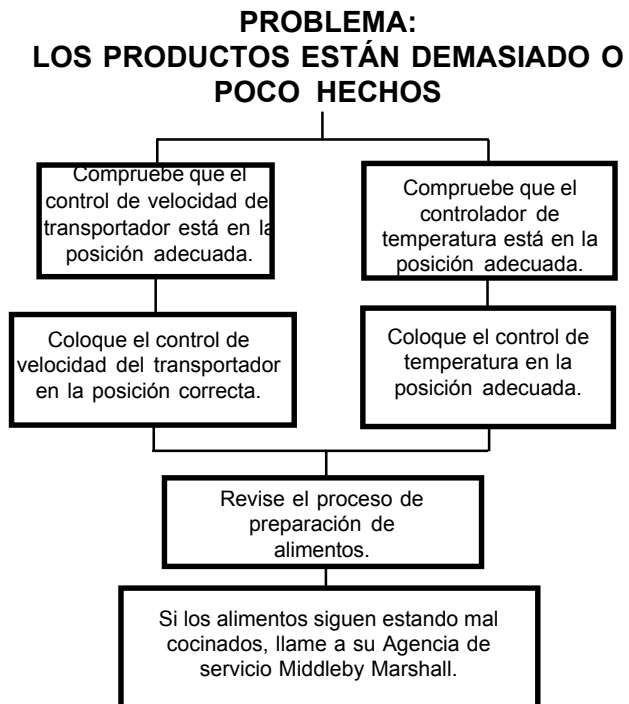 PROBLEMA:
LOS PRODUCTOS ESTÁN DEMASIADO O
POCO HECHOS
Compruebe que el
control de velocidad del
transportador está en la
posición adecuada.
Compruebe que el
controlador de
temperatura está en la
posición adecuada.
Coloque el control de
velocidad del transportador
en la posición correcta.
Coloque el control de
temperatura en la
posición adecuada.
Revise el proceso de
preparación de
alimentos.
Si los alimentos siguen estando mal
cocinados, llame a su Agencia de
servicio Middleby Marshall.